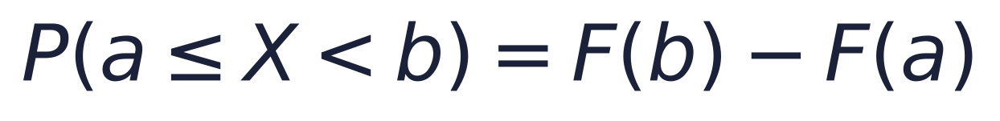 P(a ≤ X < b) = F(b) − F(a)